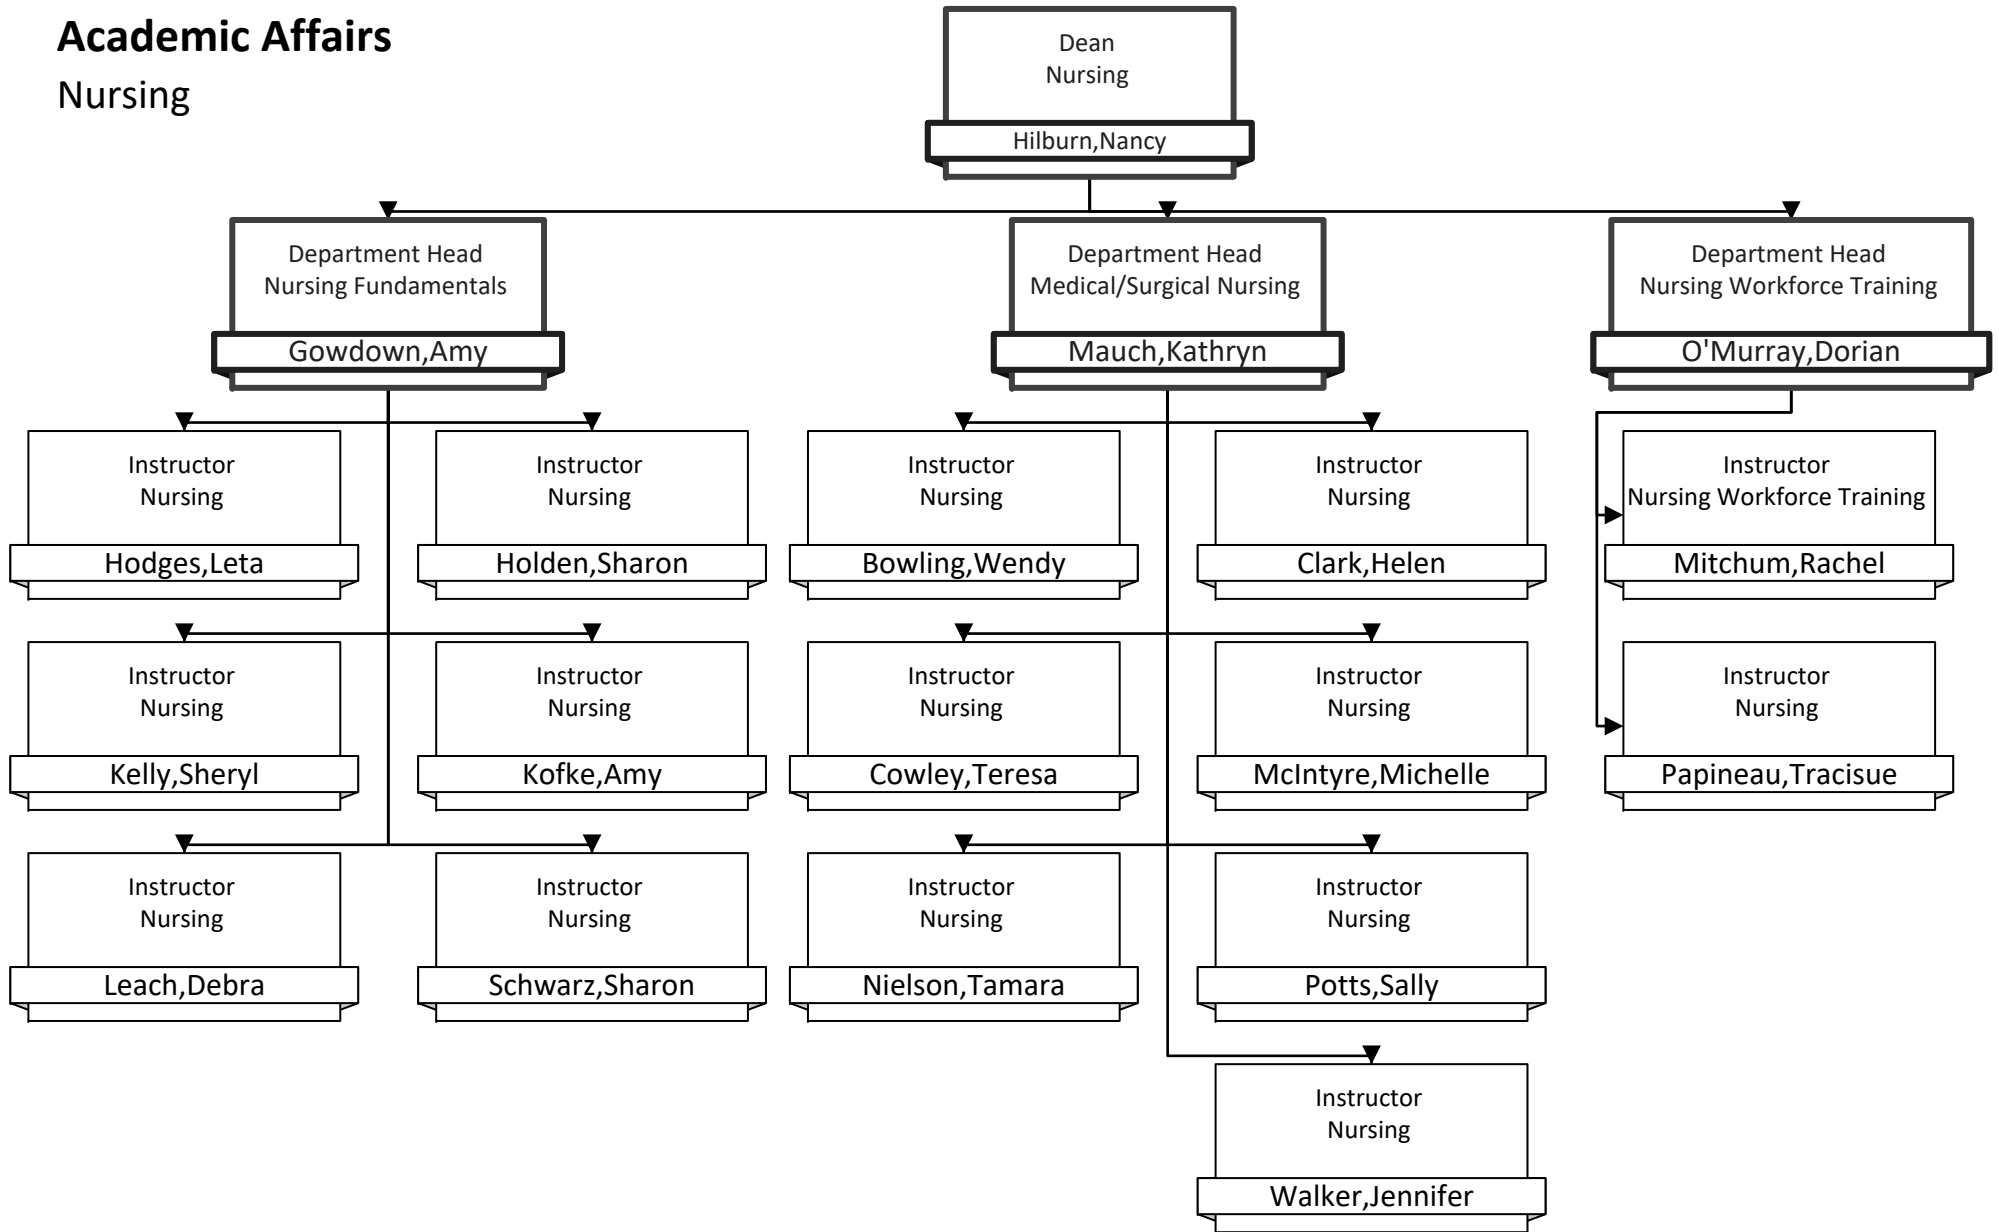 Academic Affairs
Nursing
Dean
Nursing
Hilburn,Nancy
Department Head
Nursing Fundamentals
Gowdown,Amy
Department Head
Medical/Surgical Nursing
Mauch,Kathryn
Department Head
Nursing Workforce Training
O'Murray,Dorian
Instructor
Nursing
Hodges,Leta
Instructor
Nursing
Holden,Sharon
Instructor
Nursing
Bowling,Wendy
Instructor
Nursing
Clark,Helen
Instructor
Nursing Workforce Training
Mitchum,Rachel
Instructor
Nursing
Kelly,Sheryl
Instructor
Nursing
Kofke,Amy
Instructor
Nursing
Cowley,Teresa
Instructor
Nursing
McIntyre,Michelle
Instructor
Nursing
Papineau,Tracisue
Instructor
Nursing
Leach,Debra
Instructor
Nursing
Schwarz,Sharon
Instructor
Nursing
Nielson,Tamara
Instructor
Nursing
Potts,Sally
Instructor
Nursing
Walker,Jennifer